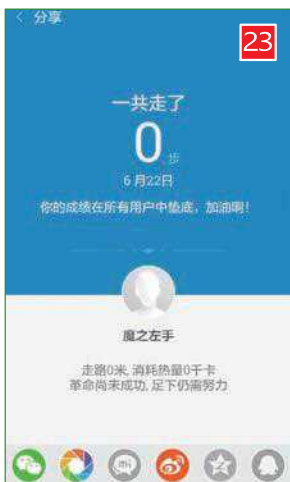 < 分享
23
一共走了
0步
6月22日
你的成绩在所有用户中垫底，加油啊！
魔之左手
走路0米, 消耗热量0千卡
革命尚未成功, 足下仍需努力